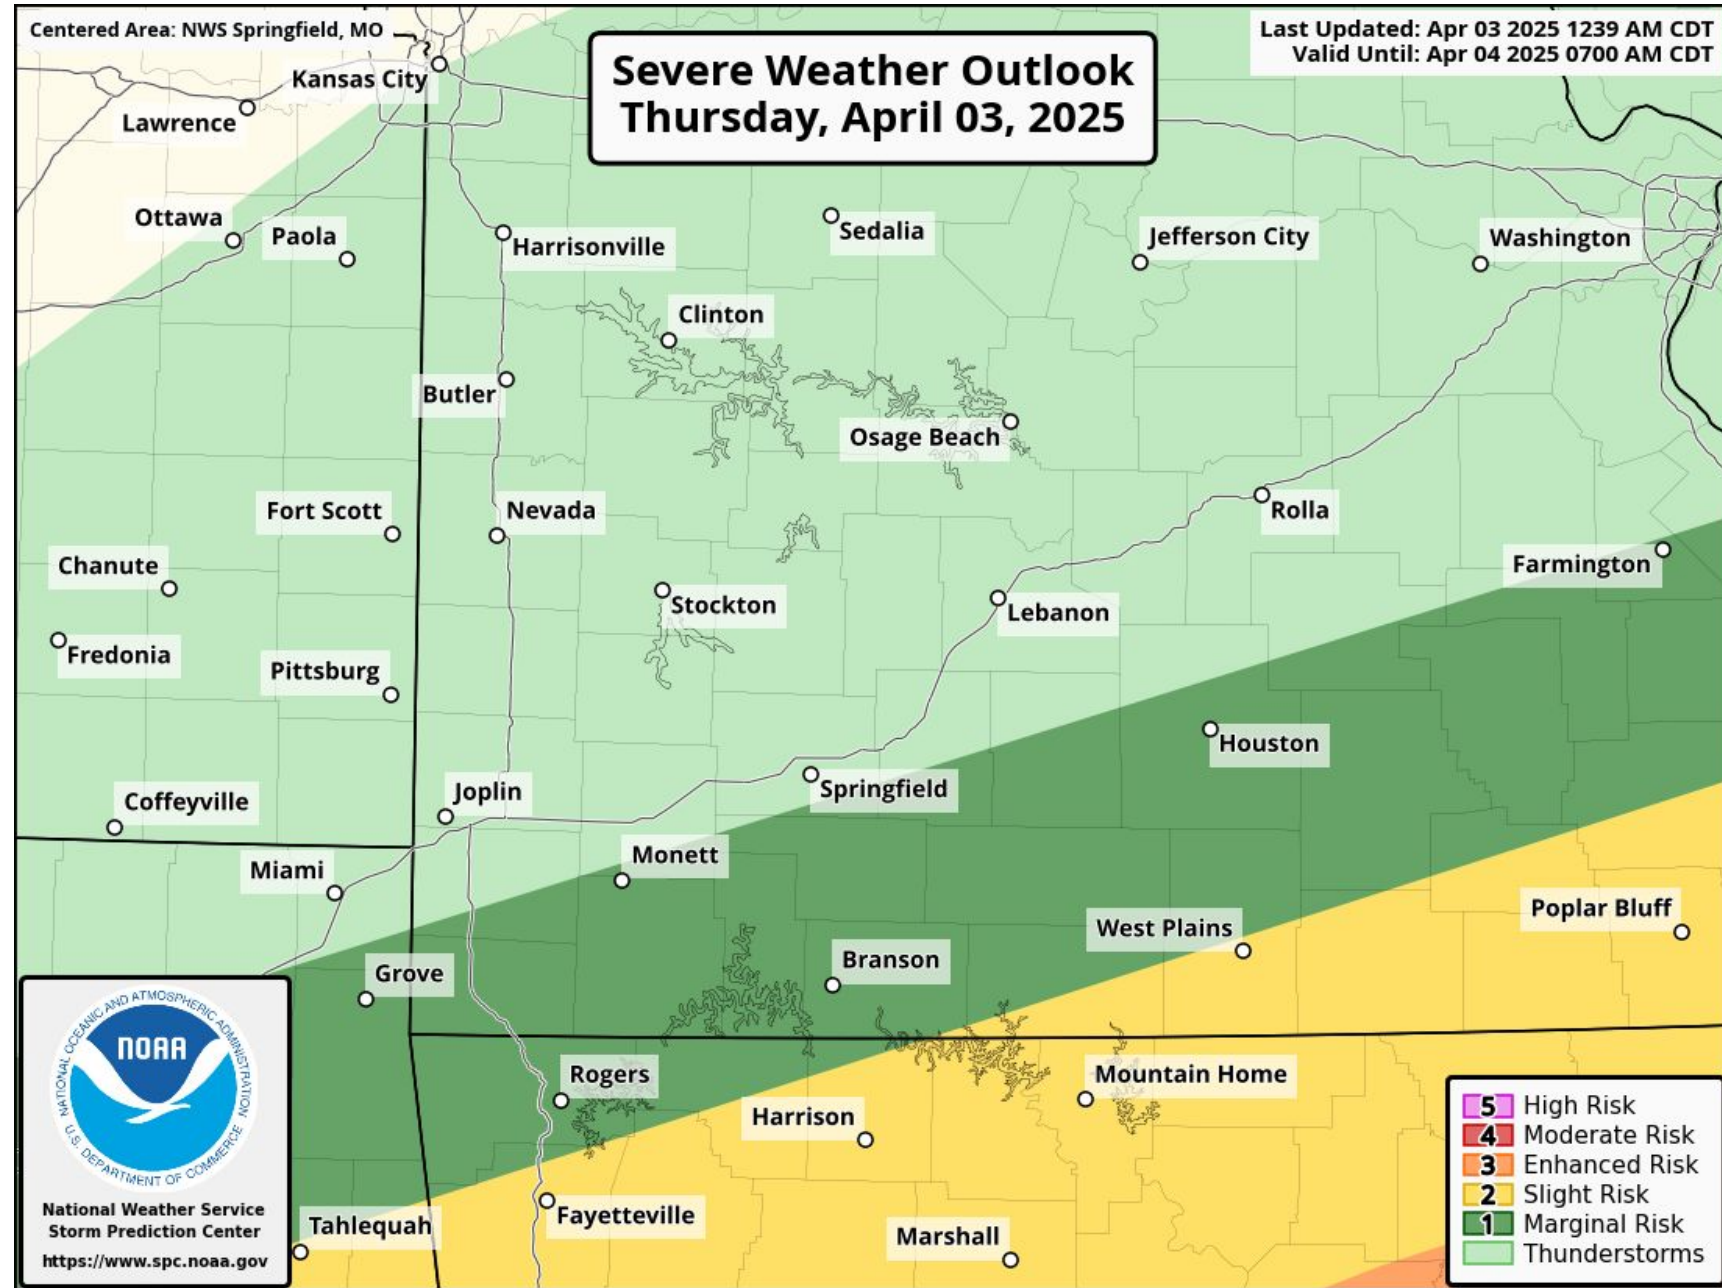 Centered Area: NWS Springfield, MO
Last Updated: Apr 03 2025 1239 AM CDT
Valid Until: Apr 04 2025 0700 AM CDT
Severe Weather Outlook
Thursday, April 03, 2025
Kansas City
Lawrence
Ottawa
Paola
Harrisonville
Sedalia
Jefferson City
Washington
Clinton
Butler
Osage Beach
Fort Scott
Nevada
Rolla
Chanute
Farmington
Stockton
Lebanon
Fredonia
Pittsburg
Houston
Coffeyville
Joplin
Springfield
Miami
Monett
Poplar Bluff
West Plains
Grove
Branson
Rogers
Mountain Home
Harrison
Tahlequah
Fayetteville
Marshall
NATIONAL OCEANIC AND ATMOSPHERIC ADMINISTRATION
NOAA
U.S. DEPARTMENT OF COMMERCE
National Weather Service
Storm Prediction Center
https://www.spc.noaa.gov
5 High Risk
4 Moderate Risk
3 Enhanced Risk
2 Slight Risk
1 Marginal Risk
Thunderstorms